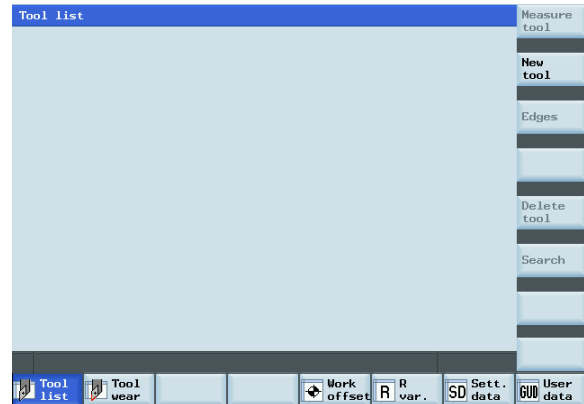 Tool list
Measure
tool
New
tool
Edges
Delete
tool
Search
Tool
list
Tool
wear
Work
offset
R
R
var.
SD
Sett.
data
GUD
User
data